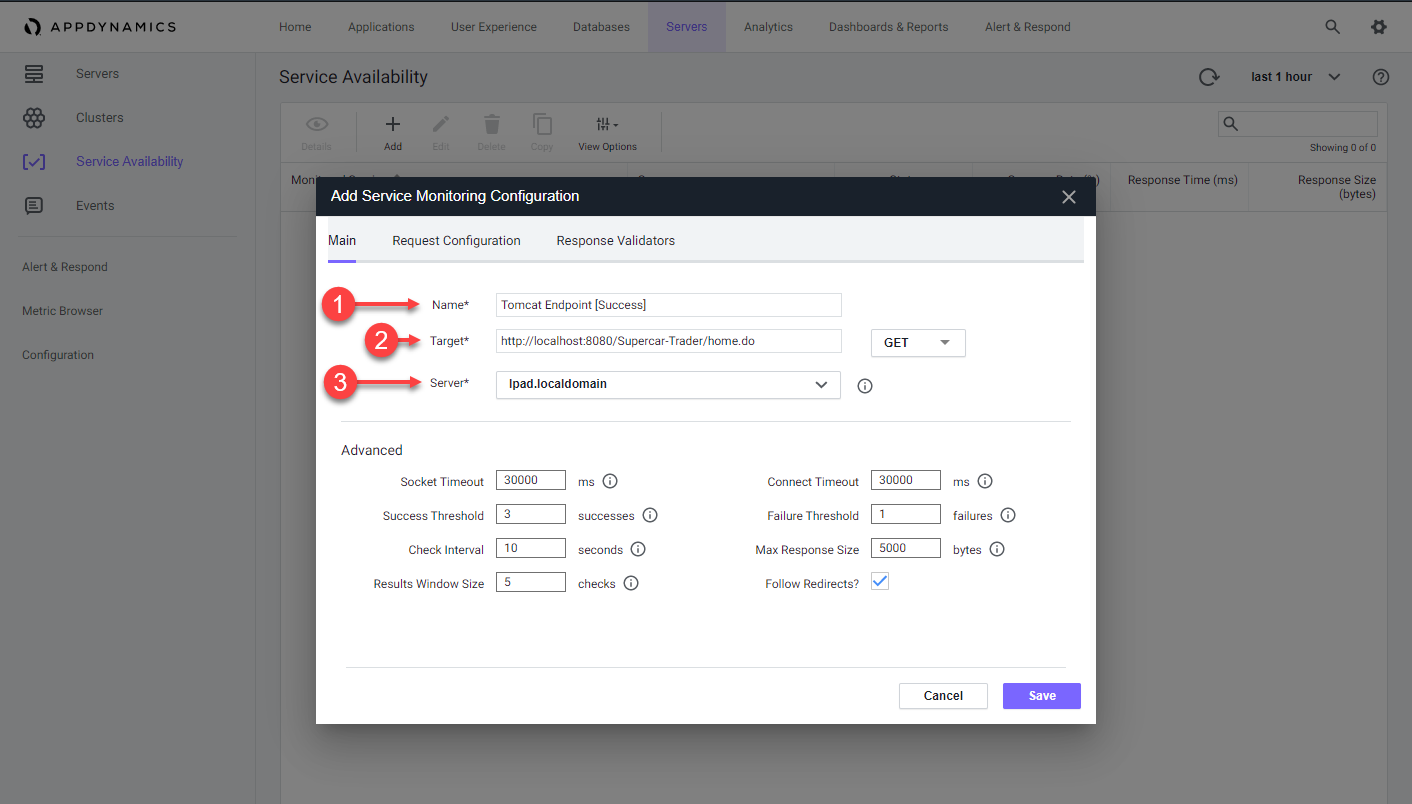 APPDYNAMICS
Home Applications User Experience Databases Servers Analytics Dashboards & Reports Alert & Respond
Servers
Clusters
Service Availability
Events
Alert & Respond
Metric Browser
Configuration
Service Availability
last 1 hour
Details Add Edit Delete Copy View Options
Showing 0 of 0
Response Time (ms) Response Size
(bytes)
Add Service Monitoring Configuration
Main Request Configuration Response Validators
1 Name* Tomcat Endpoint [Success]
2 Target* http://localhost:8080/Supercar-Trader/home.do GET
3 Server* lpad.localdomain
Advanced
Socket Timeout 30000 ms Connect Timeout 30000 ms
Success Threshold 3 successes Failure Threshold 1 failures
Check Interval 10 seconds Max Response Size 5000 bytes
Results Window Size 5 checks Follow Redirects?
Cancel Save